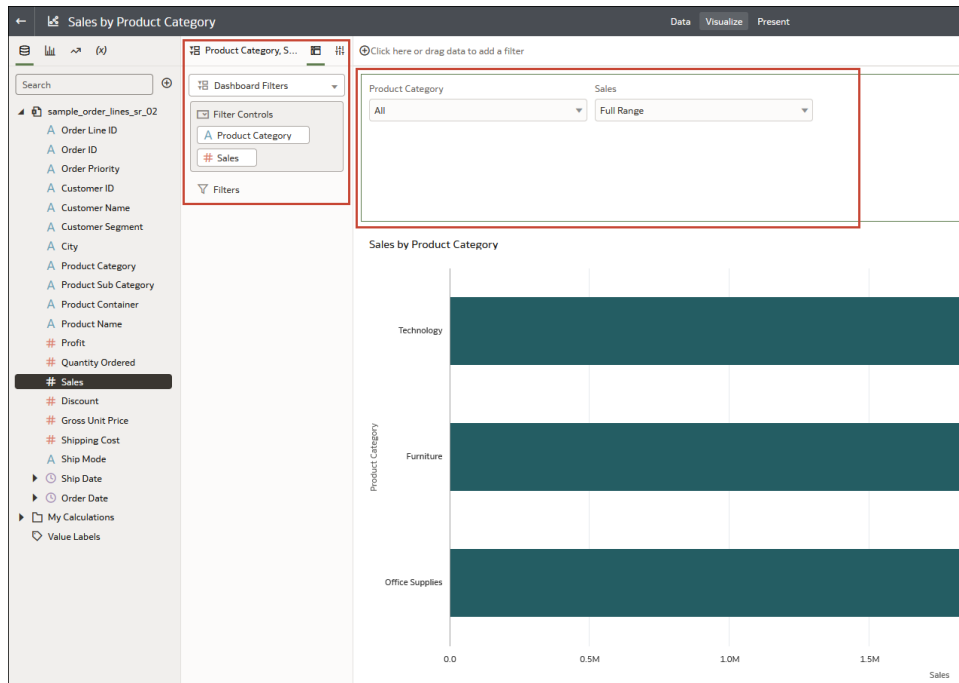 Sales by Product Category
Data Visualize Present
(x)
Search
sample_order_lines_sr_02
A Order Line ID
A Order ID
A Order Priority
A Customer ID
A Customer Name
A Customer Segment
A City
A Product Category
A Product Sub Category
A Product Container
A Product Name
# Profit
# Quantity Ordered
# Sales
# Discount
# Gross Unit Price
# Shipping Cost
A Ship Mode
Ship Date
Order Date
My Calculations
Value Labels
Product Category, S...
Dashboard Filters
Filter Controls
A Product Category
# Sales
Filters
Click here or drag data to add a filter
Product Category Sales
All Full Range
Sales by Product Category
Product Category
Technology
Furniture
Office Supplies
0.0 0.5M 1.0M 1.5M
Sales